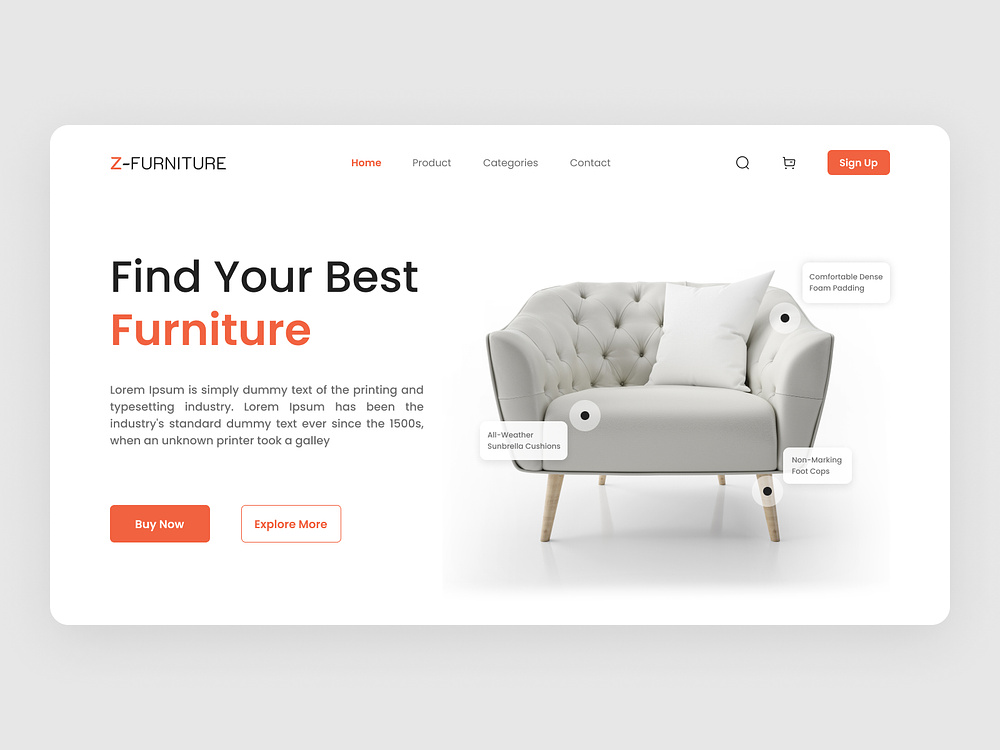 Z-FURNITURE
Home
Product
Categories
Contact
Sign Up
Find Your Best
Furniture
Lorem Ipsum is simply dummy text of the printing and
typesetting industry. Lorem Ipsum has been the
industry's standard dummy text ever since the 1500s,
when an unknown printer took a galley
Buy Now
Explore More
Comfortable Dense
Foam Padding
All-Weather
Sunbrella Cushions
Non-Marking
Foot Cops